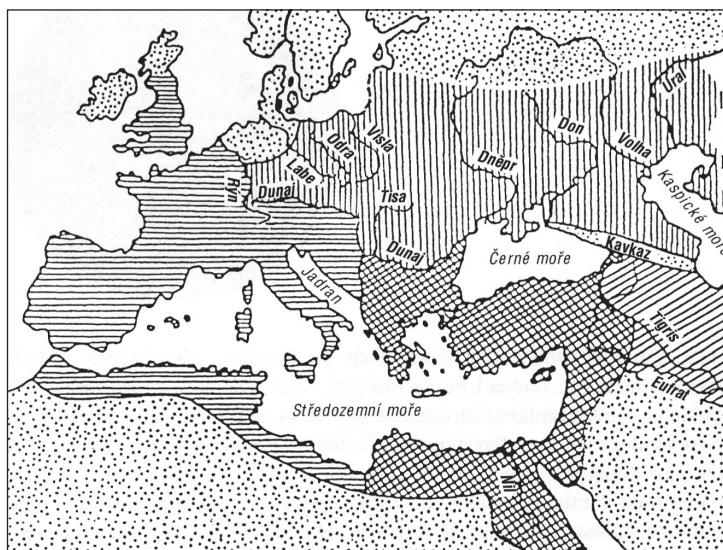 Ural
Visla
Odra
Don
Volha
Labe
Dněpr
Rýn
Dunaj
Tisa
Kaspické moře
Dunaj
Kavkaz
Černé moře
Jadran
Tigris
Eufrat
Středozemní moře
Nil